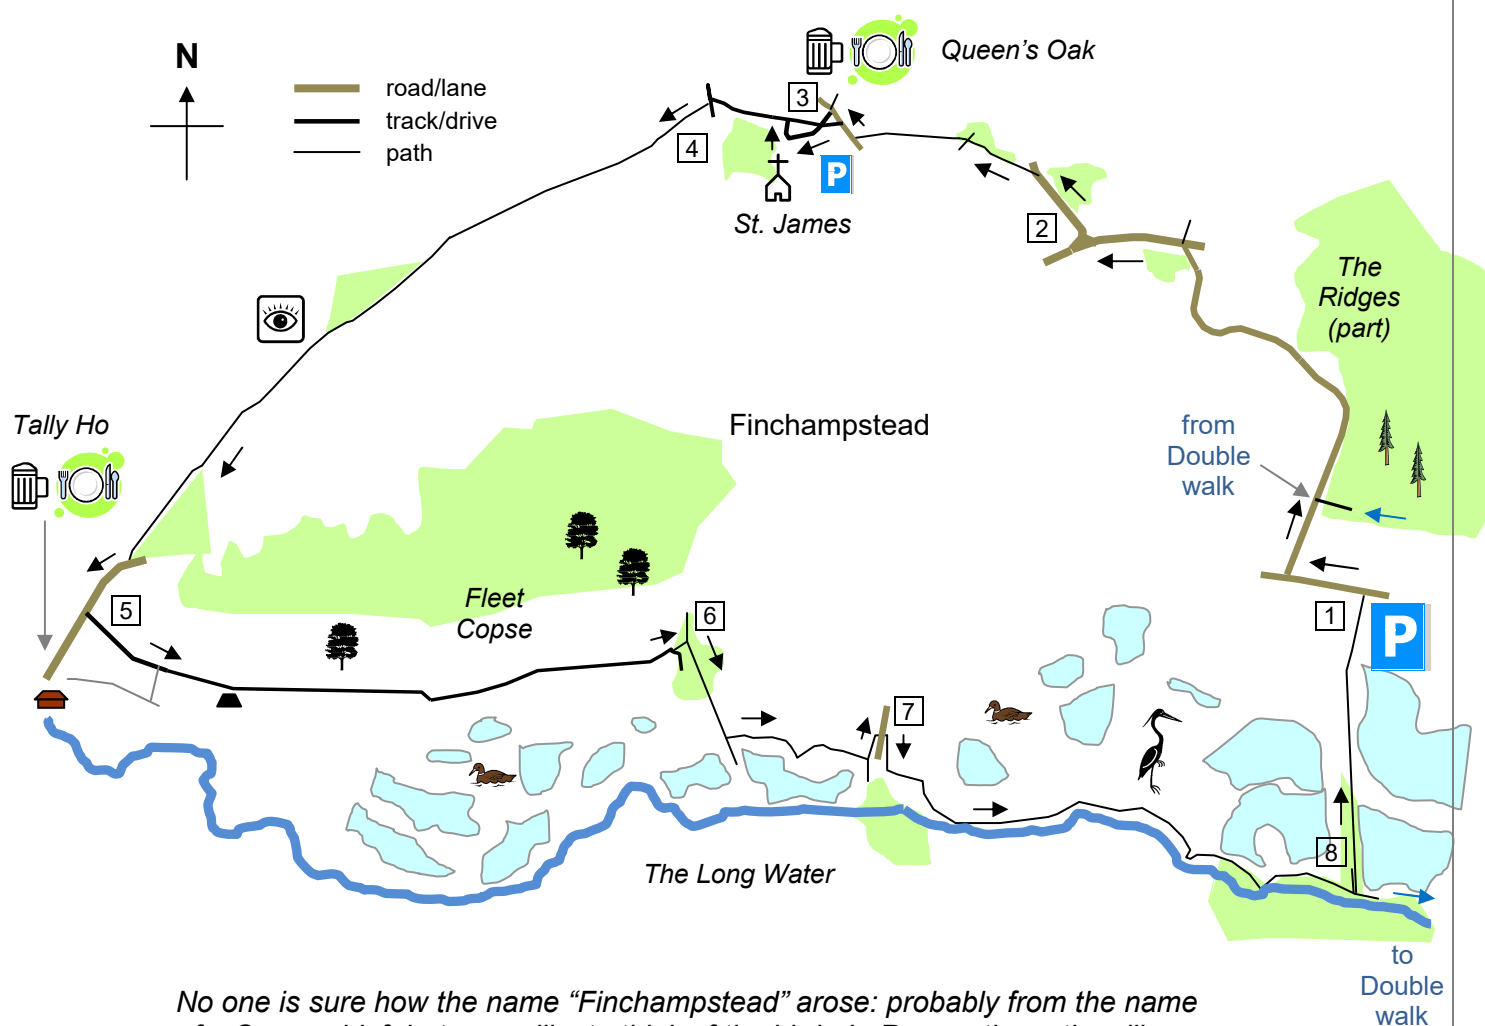 N
road/lane
track/drive
path
Queen’s Oak
3
4
P
St. James
2
The
Ridges
(part)
Tally Ho
Finchampstead
from
Double
walk
5
Fleet
Copse
6
1
P
7
8
The Long Water
to
Double
walk
No one is sure how the name “Finchampstead” arose: probably from the name